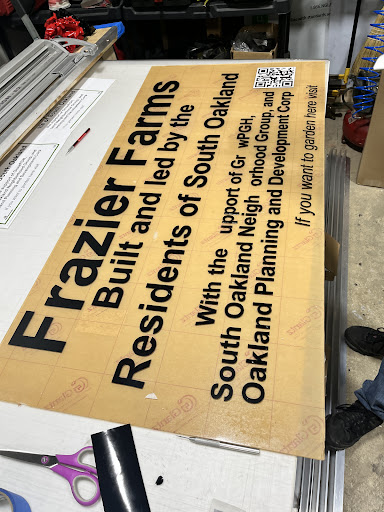 Frazier Farms
Built and led by the
Residents of South Oakland
With the upport of Gr wPGH,
South Oakland Neigh orhood Group, and
Oakland Planning and Development Corp
If you want to garden here visit